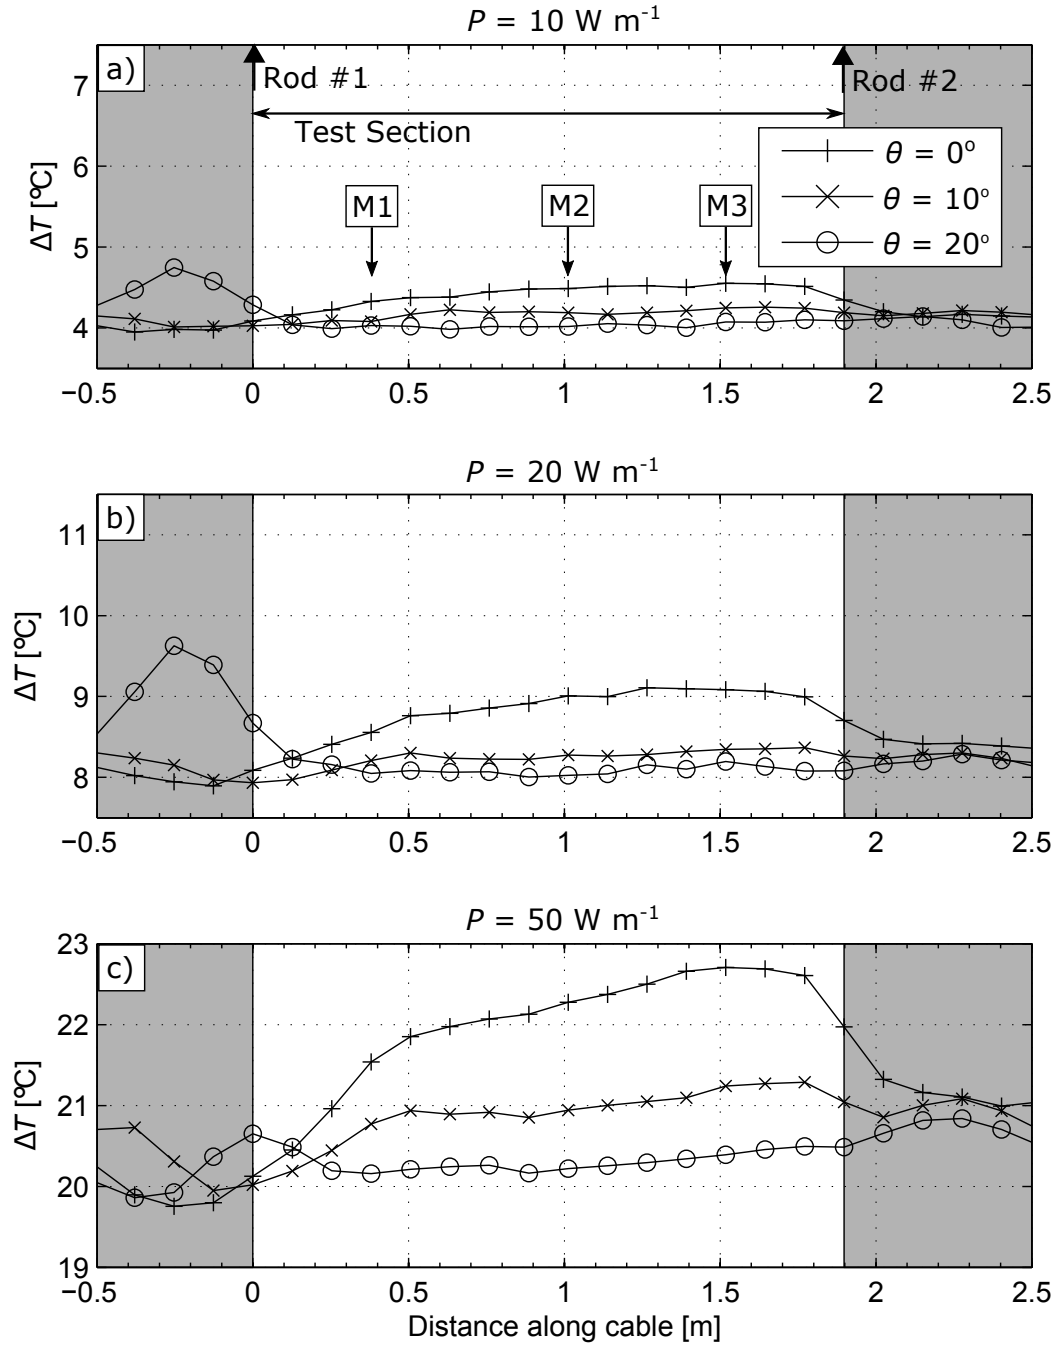 P = 10 W m⁻¹
a)
Rod #1
Rod #2
Test Section
θ = 0°
θ = 10°
θ = 20°
M1
M2
M3
ΔT [°C]
7
6
5
4
−0.5 0 0.5 1 1.5 2 2.5
P = 20 W m⁻¹
b)
ΔT [°C]
11
10
9
8
−0.5 0 0.5 1 1.5 2 2.5
P = 50 W m⁻¹
c)
ΔT [°C]
23
22
21
20
19
−0.5 0 0.5 1 1.5 2 2.5
Distance along cable [m]